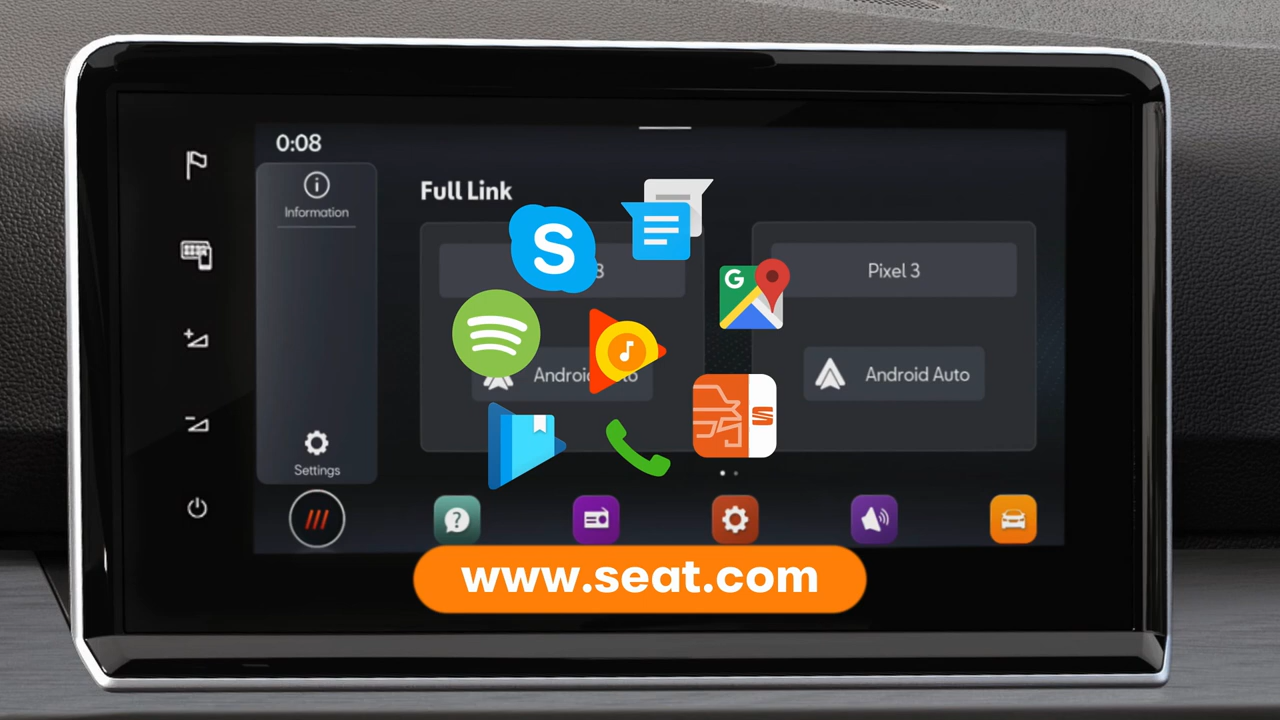 0:08
Information
Full Link
Pixel 3
Android Auto
Settings
www.seat.com